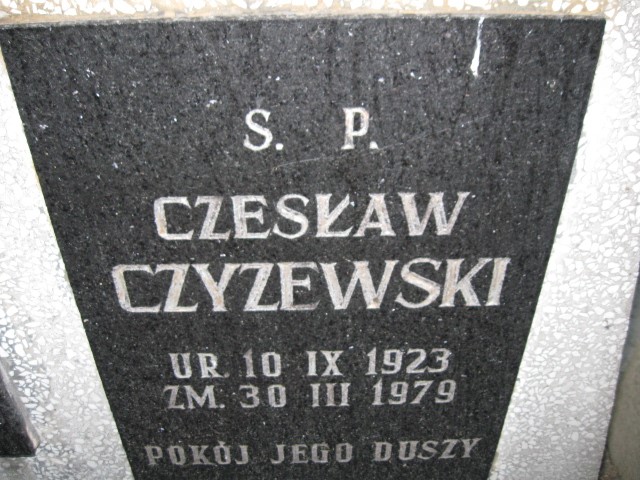 S. P.
CZESŁAW
CZYZEWSKI
UR. 10 IX 1923
ZM. 30 III 1979
POKÓJ JEGO DUSZY